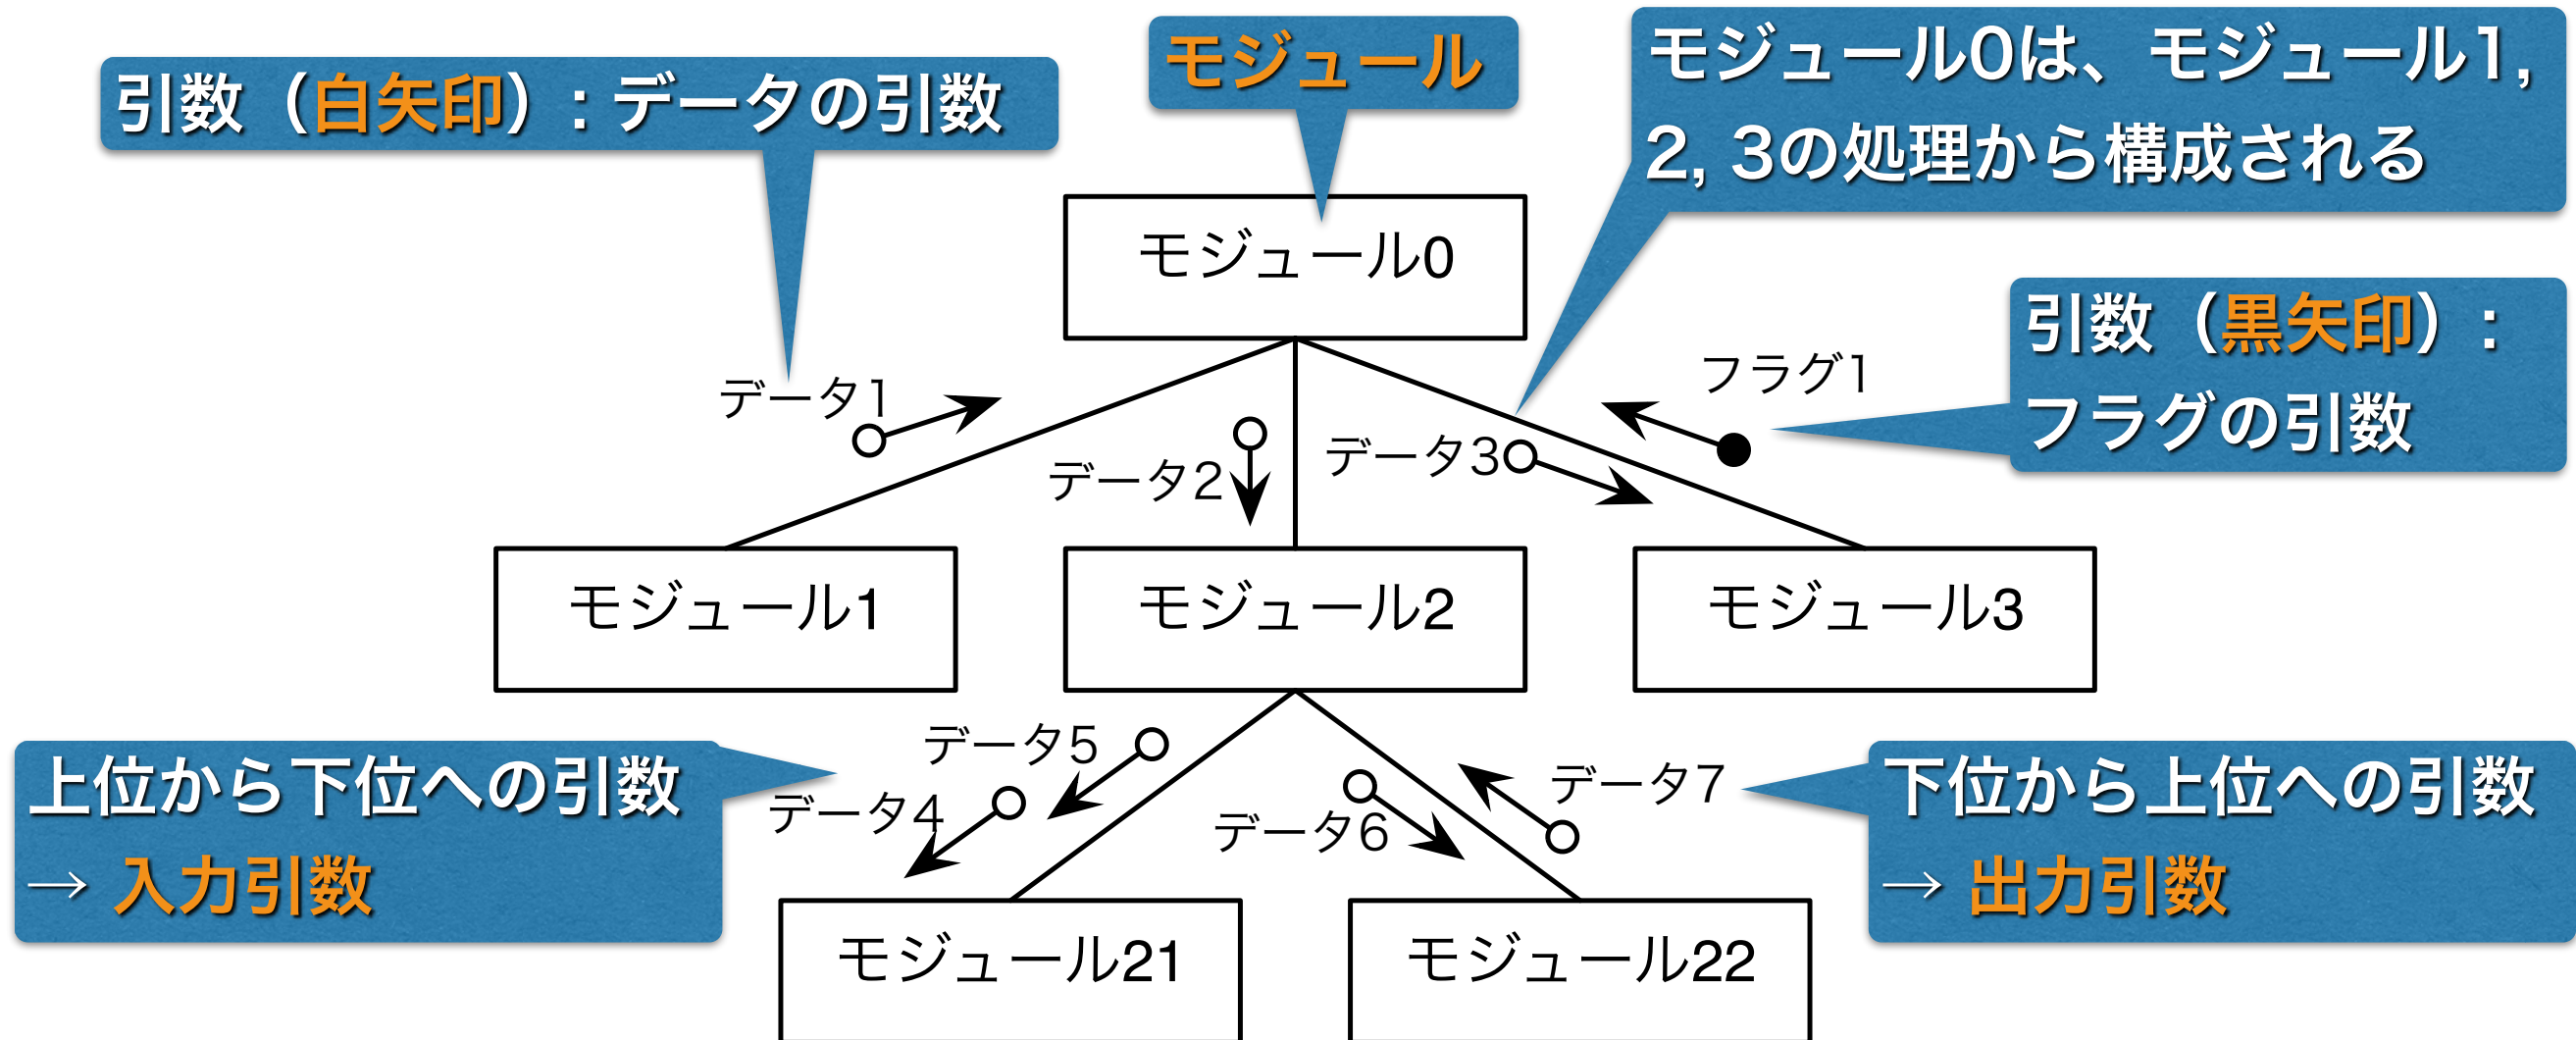 モジュール
モジュール0は、モジュール1,
2, 3の処理から構成される
引数（白矢印）: データの引数
モジュール0
引数（黒矢印）:
フラグの引数
データ1
フラグ1
データ2
データ3
モジュール1
モジュール2
モジュール3
上位から下位への引数
→ 入力引数
データ5
データ4
データ6
データ7
下位から上位への引数
→ 出力引数
モジュール21
モジュール22